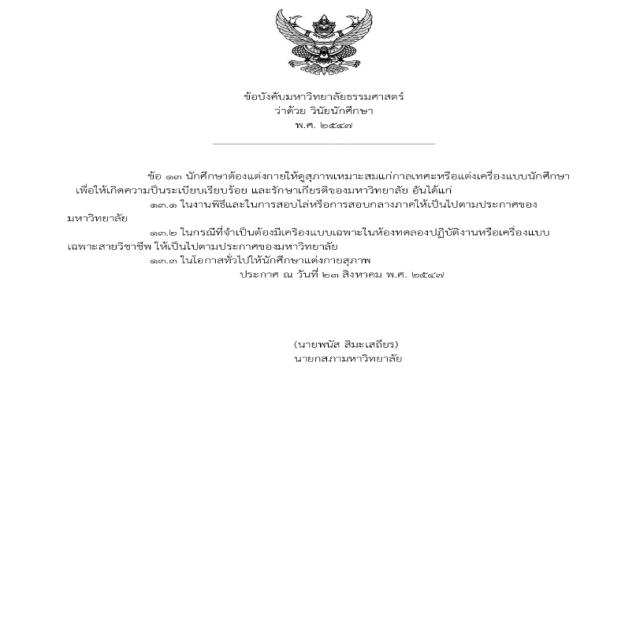 ข้อบังคับมหาวิทยาลัยธรรมศาสตร์
ว่าด้วย วินัยนักศึกษา
พ.ศ. ๒๕๔๗
ข้อ ๑๓ นักศึกษาต้องแต่งกายให้ดูสุภาพเหมาะสมแก่กาลเทศะหรือแต่งเครื่องแบบนักศึกษา
เพื่อให้เกิดความเป็นระเบียบเรียบร้อย และรักษาเกียรติของมหาวิทยาลัย อันได้แก่
๑๓.๑ ในงานพิธีและในการสอบไล่หรือการสอบกลางภาคให้เป็นไปตามประกาศของ
มหาวิทยาลัย
๑๓.๒ ในกรณีที่จำเป็นต้องมีเครื่องแบบเฉพาะในห้องทดลองปฏิบัติงานหรือเครื่องแบบ
เฉพาะสายวิชาชีพ ให้เป็นไปตามประกาศของมหาวิทยาลัย
๑๓.๓ ในโอกาสทั่วไปให้นักศึกษาแต่งกายสุภาพ
ประกาศ ณ วันที่ ๒๓ สิงหาคม พ.ศ. ๒๕๔๗
(นายพนัส สิมะเสถียร)
นายกสภามหาวิทยาลัย